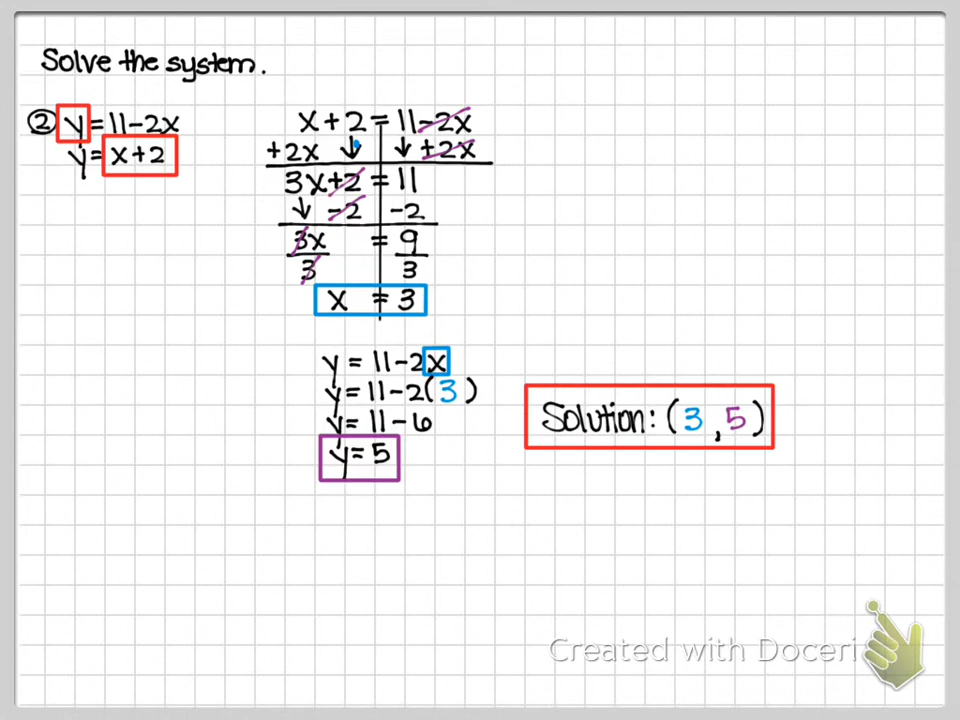 Solve the system.
② y = 11-2x
y = x+2
x + 2 = 11-2x
+2x ↓ ↓ +2x
3x+2 = 11
↓ -2 -2
3x = 9
3 3
x = 3
y = 11-2x
y = 11-2(3)
y = 11-6
y = 5
Solution: (3, 5)
Created with Doceri